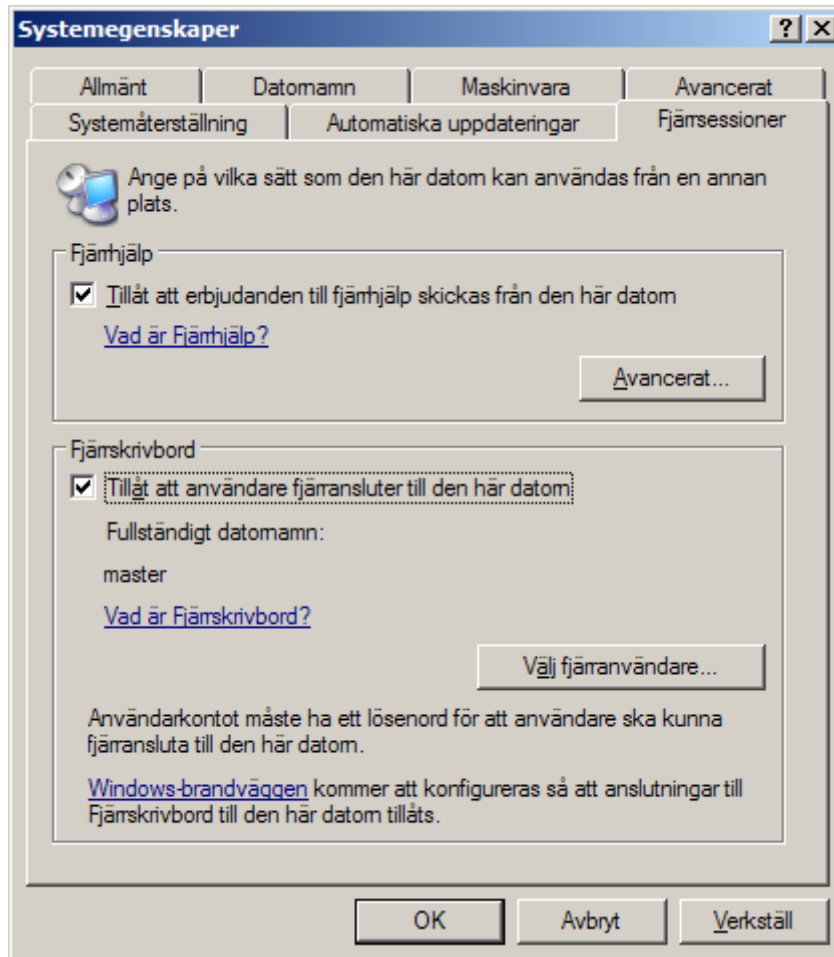 Systemegenskaper
Allmänt
Datornamn
Maskinvara
Avancerat
Systemåterställning
Automatiska uppdateringar
Fjärrsessioner
Ange på vilka sätt som den här datorn kan användas från en annan
plats.
Fjärrhjälp
Tillåt att erbjudanden till fjärrhjälp skickas från den här datorn
Vad är Fjärrhjälp?
Avancerat...
Fjärrskrivbord
Tillåt att användare fjärransluter till den här datorn
Fullständigt datornamn:
master
Vad är Fjärrskrivbord?
Välj fjärranvändare...
Användarkontot måste ha ett lösenord för att användare ska kunna
fjärransluta till den här datorn.
Windows-brandväggen kommer att konfigureras så att anslutningar till
Fjärrskrivbord till den här datorn tillåts.
OK
Avbryt
Verkställ